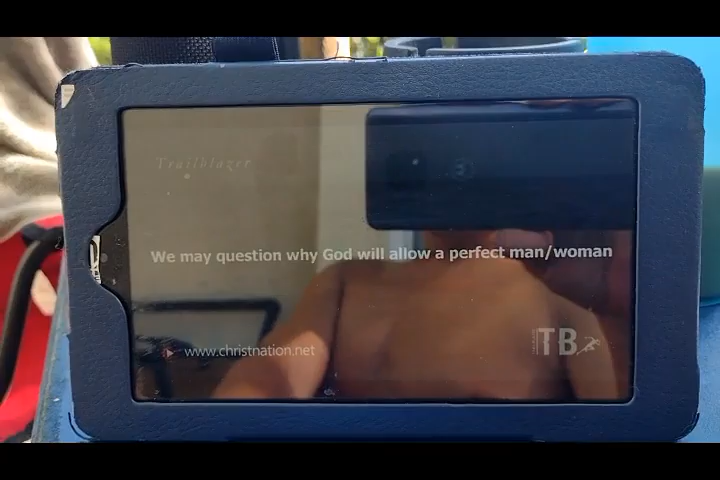 Trailblazer
We may question why God will allow a perfect man/woman
www.christnation.net
TB